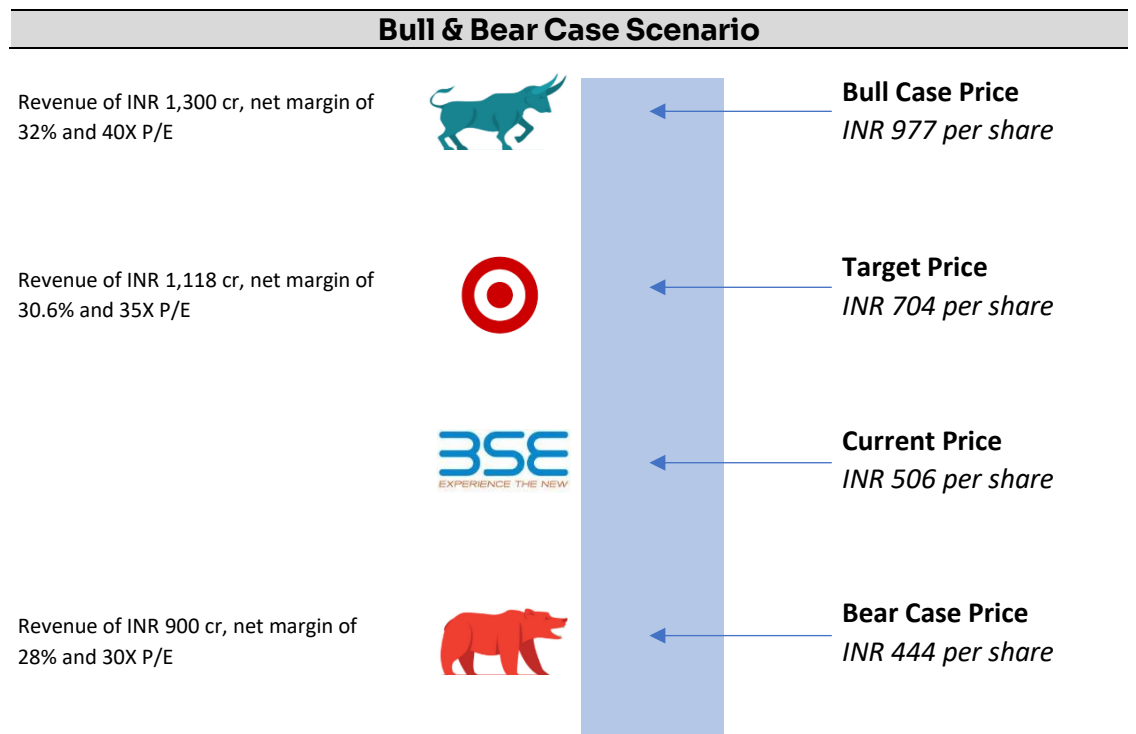 Bull & Bear Case Scenario
Revenue of INR 1,300 cr, net margin of
32% and 40X P/E
Bull Case Price
INR 977 per share
Revenue of INR 1,118 cr, net margin of
30.6% and 35X P/E
Target Price
INR 704 per share
BSE
EXPERIENCE THE NEW
Current Price
INR 506 per share
Revenue of INR 900 cr, net margin of
28% and 30X P/E
Bear Case Price
INR 444 per share